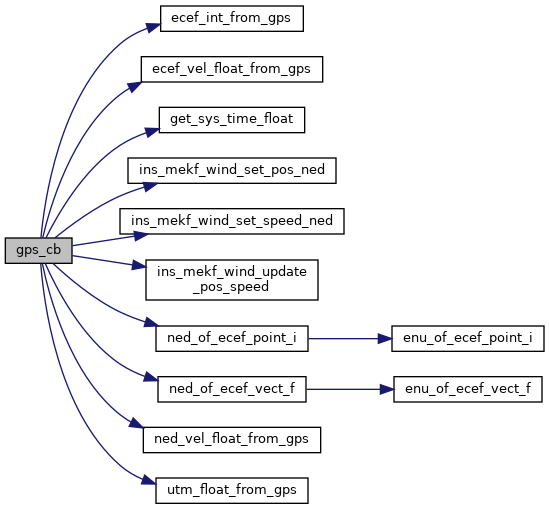 ecef_int_from_gps
ecef_vel_float_from_gps
get_sys_time_float
ins_mekf_wind_set_pos_ned
ins_mekf_wind_set_speed_ned
gps_cb
ins_mekf_wind_update
_pos_speed
ned_of_ecef_point_i
enu_of_ecef_point_i
ned_of_ecef_vect_f
enu_of_ecef_vect_f
ned_vel_float_from_gps
utm_float_from_gps